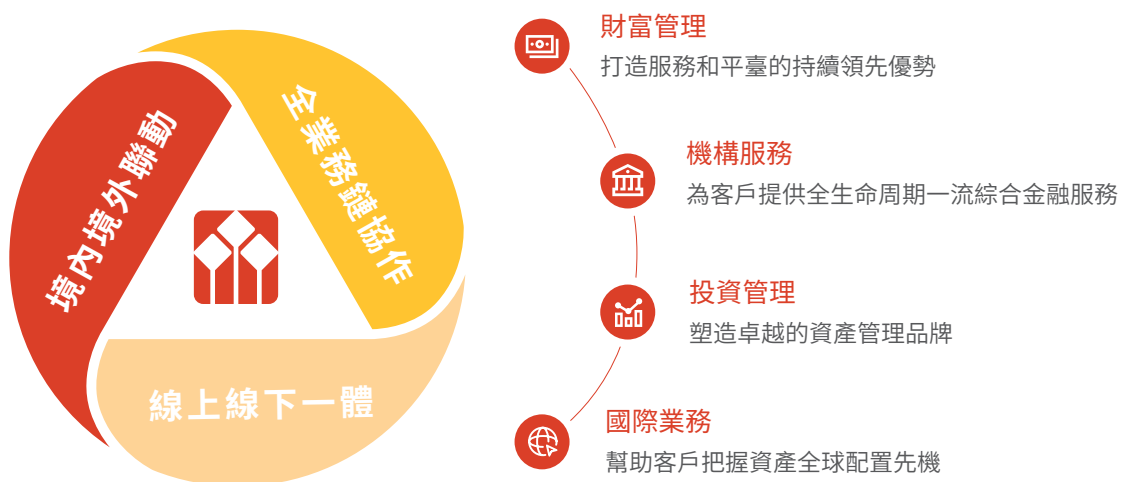 境內境外聯動
全業務鏈協作
線上線下一體
財富管理
打造服務和平臺的持續領先優勢
機構服務
為客戶提供全生命周期一流綜合金融服務
投資管理
塑造卓越的資產管理品牌
國際業務
幫助客戶把握資產全球配置先機